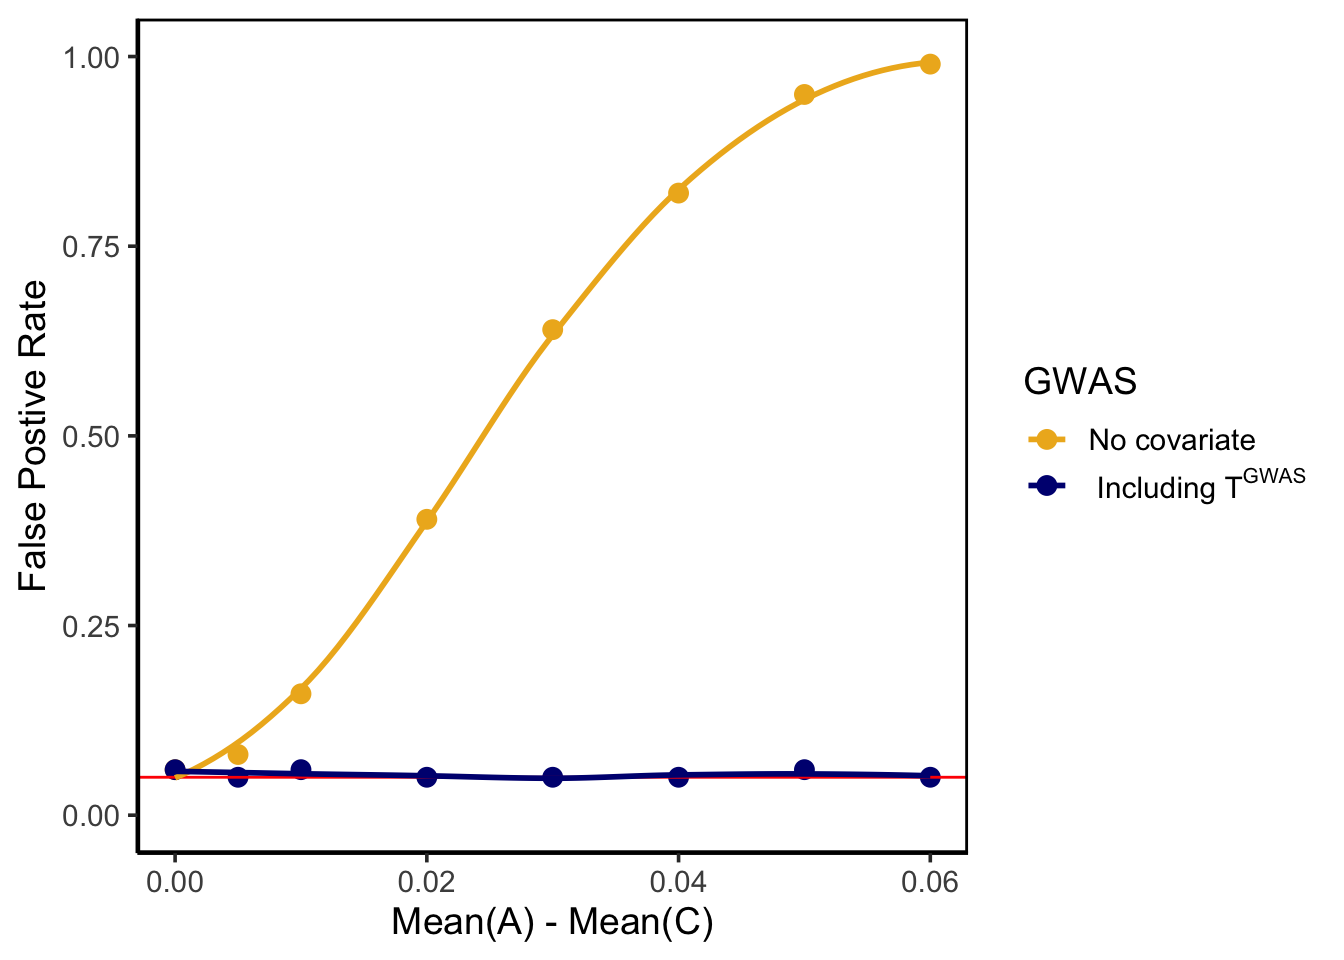 1.00
0.75
0.50
0.25
0.00
False Postive Rate
0.00 0.02 0.04 0.06
Mean(A) - Mean(C)
GWAS
No covariate
Including T^GWAS